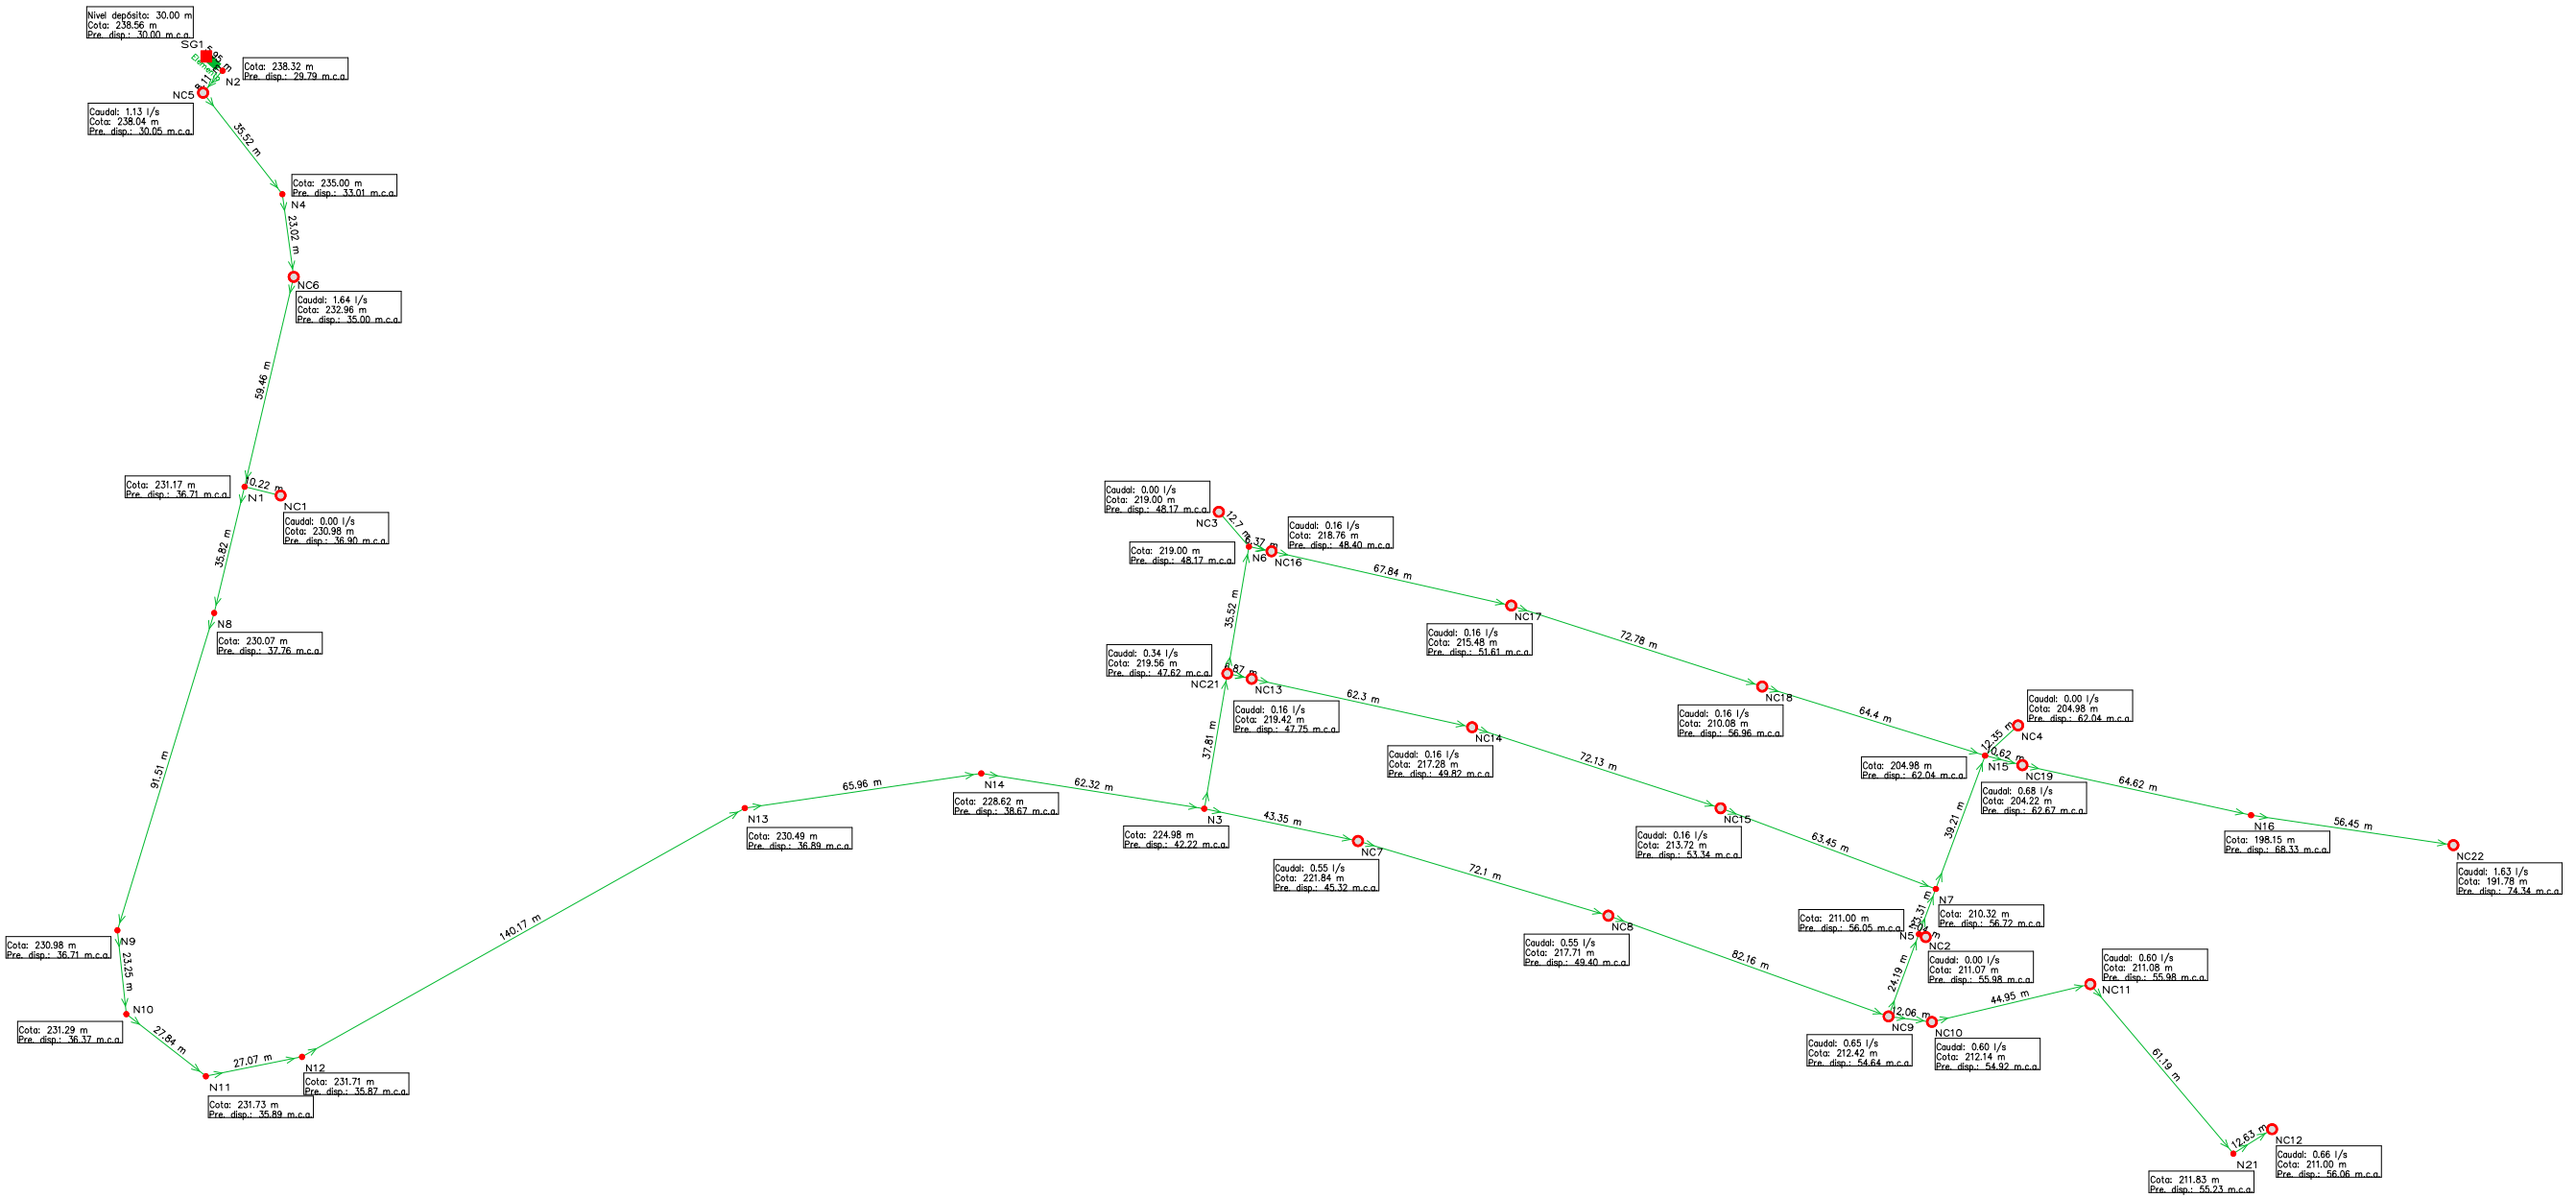 Nivel depósito: 30.00 m
Cota: 238.56 m
Pre. disp.: 30.00 m.c.a.
SG1
5.95 m
Cota: 238.32 m
Pre. disp.: 29.79 m.c.a.
N2
8.11 m
NC5
Caudal: 1.13 l/s
Cota: 238.04 m
Pre. disp.: 30.05 m.c.a.
35.52 m
Cota: 235.00 m
Pre. disp.: 33.01 m.c.a.
N4
23.02 m
NC6
Caudal: 1.64 l/s
Cota: 232.96 m
Pre. disp.: 35.00 m.c.a.
59.46 m
Cota: 231.17 m
Pre. disp.: 36.71 m.c.a.
10.22 m
N1
NC1
Caudal: 0.00 l/s
Cota: 230.98 m
Pre. disp.: 36.90 m.c.a.
35.82 m
N8
Cota: 230.07 m
Pre. disp.: 37.76 m.c.a.
91.51 m
N9
Cota: 230.98 m
Pre. disp.: 36.71 m.c.a.
23.25 m
N10
Cota: 231.29 m
Pre. disp.: 36.37 m.c.a.
27.84 m
N11
Cota: 231.73 m
Pre. disp.: 35.89 m.c.a.
27.07 m
N12
Cota: 231.71 m
Pre. disp.: 35.87 m.c.a.
140.17 m
N13
Cota: 230.49 m
Pre. disp.: 36.89 m.c.a.
65.96 m
N14
Cota: 228.62 m
Pre. disp.: 38.67 m.c.a.
62.32 m
N3
Cota: 224.98 m
Pre. disp.: 42.22 m.c.a.
37.81 m
Caudal: 0.34 l/s
Cota: 219.56 m
Pre. disp.: 47.62 m.c.a.
NC21
6.87 m
NC13
Caudal: 0.16 l/s
Cota: 219.42 m
Pre. disp.: 47.75 m.c.a.
35.52 m
Caudal: 0.00 l/s
Cota: 219.00 m
Pre. disp.: 48.17 m.c.a.
NC3
12.7 m
Cota: 219.00 m
Pre. disp.: 48.17 m.c.a.
N6
6.37 m
Caudal: 0.16 l/s
Cota: 218.76 m
Pre. disp.: 48.40 m.c.a.
NC16
67.84 m
NC17
Caudal: 0.16 l/s
Cota: 215.48 m
Pre. disp.: 51.61 m.c.a.
72.78 m
NC18
Caudal: 0.16 l/s
Cota: 210.08 m
Pre. disp.: 56.96 m.c.a.
64.4 m
62.3 m
NC14
Caudal: 0.16 l/s
Cota: 217.28 m
Pre. disp.: 49.82 m.c.a.
72.13 m
NC15
Caudal: 0.16 l/s
Cota: 213.72 m
Pre. disp.: 53.34 m.c.a.
63.45 m
43.35 m
NC7
Caudal: 0.55 l/s
Cota: 221.84 m
Pre. disp.: 45.32 m.c.a.
72.1 m
NC8
Caudal: 0.55 l/s
Cota: 217.71 m
Pre. disp.: 49.40 m.c.a.
82.16 m
NC9
Caudal: 0.65 l/s
Cota: 212.42 m
Pre. disp.: 54.64 m.c.a.
12.06 m
NC10
Caudal: 0.60 l/s
Cota: 212.14 m
Pre. disp.: 54.92 m.c.a.
24.19 m
Cota: 211.00 m
Pre. disp.: 56.05 m.c.a.
N5
NC2
Caudal: 0.00 l/s
Cota: 211.07 m
Pre. disp.: 55.98 m.c.a.
N7
Cota: 210.32 m
Pre. disp.: 56.72 m.c.a.
39.21 m
Cota: 204.98 m
Pre. disp.: 62.04 m.c.a.
N15
12.35 m
Caudal: 0.00 l/s
Cota: 204.98 m
Pre. disp.: 62.04 m.c.a.
NC4
10.62 m
NC19
Caudal: 0.68 l/s
Cota: 204.22 m
Pre. disp.: 62.67 m.c.a.
64.62 m
N16
Cota: 198.15 m
Pre. disp.: 68.33 m.c.a.
56.45 m
NC22
Caudal: 1.63 l/s
Cota: 191.78 m
Pre. disp.: 74.34 m.c.a.
44.95 m
Caudal: 0.60 l/s
Cota: 211.08 m
Pre. disp.: 55.98 m.c.a.
NC11
61.19 m
12.63 m
N21
Cota: 211.83 m
Pre. disp.: 55.23 m.c.a.
NC12
Caudal: 0.66 l/s
Cota: 211.00 m
Pre. disp.: 56.06 m.c.a.